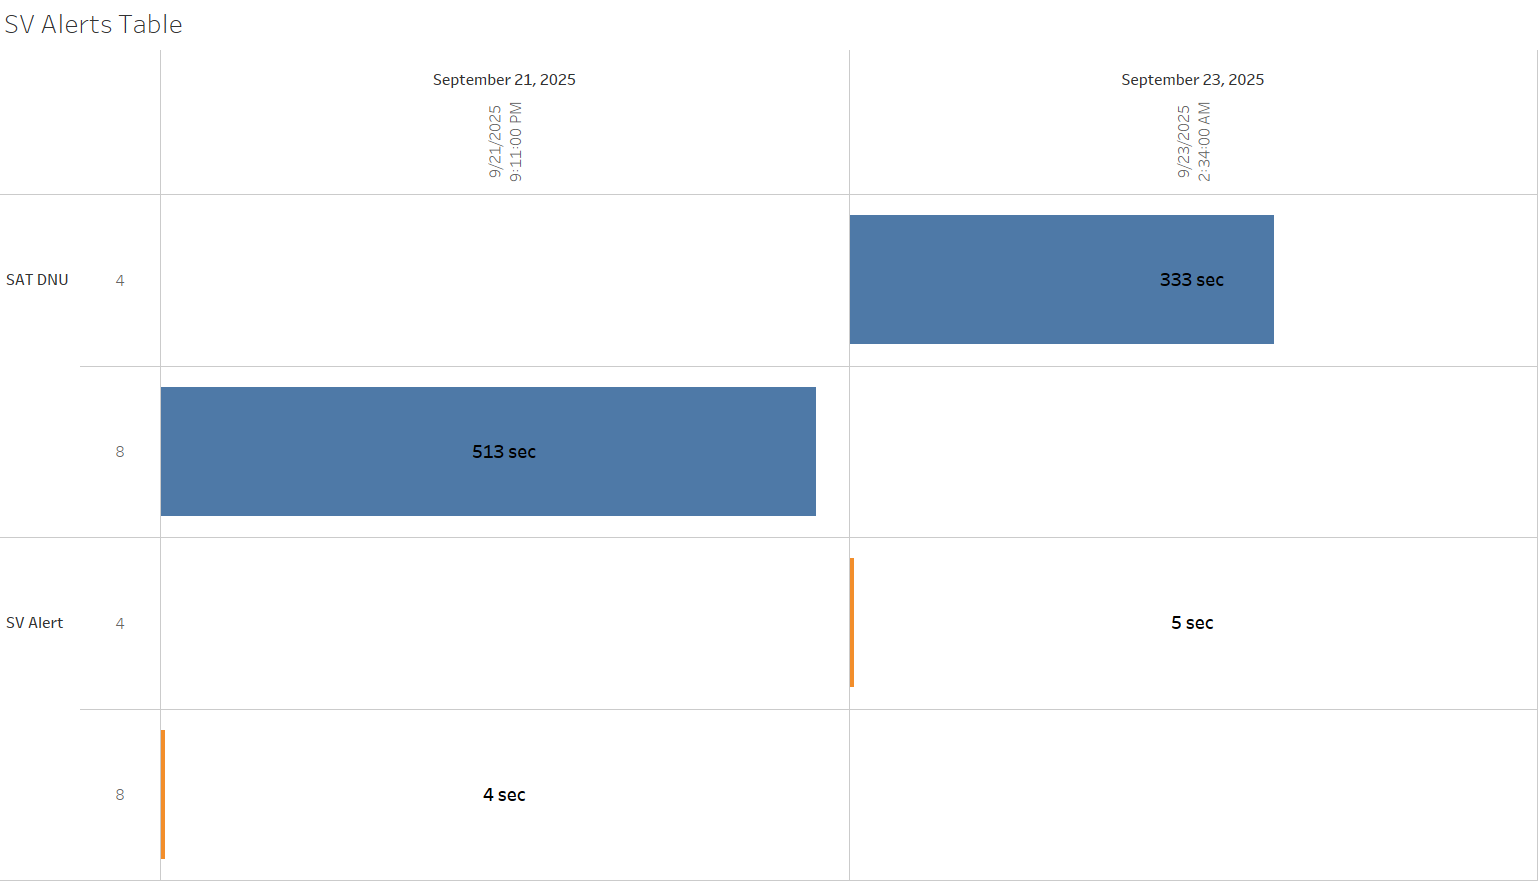 SV Alerts Table
September 21, 2025
September 23, 2025
9/21/2025
9:11:00 PM
9/23/2025
2:34:00 AM
SAT DNU
4
333 sec
8
513 sec
SV Alert
4
5 sec
8
4 sec